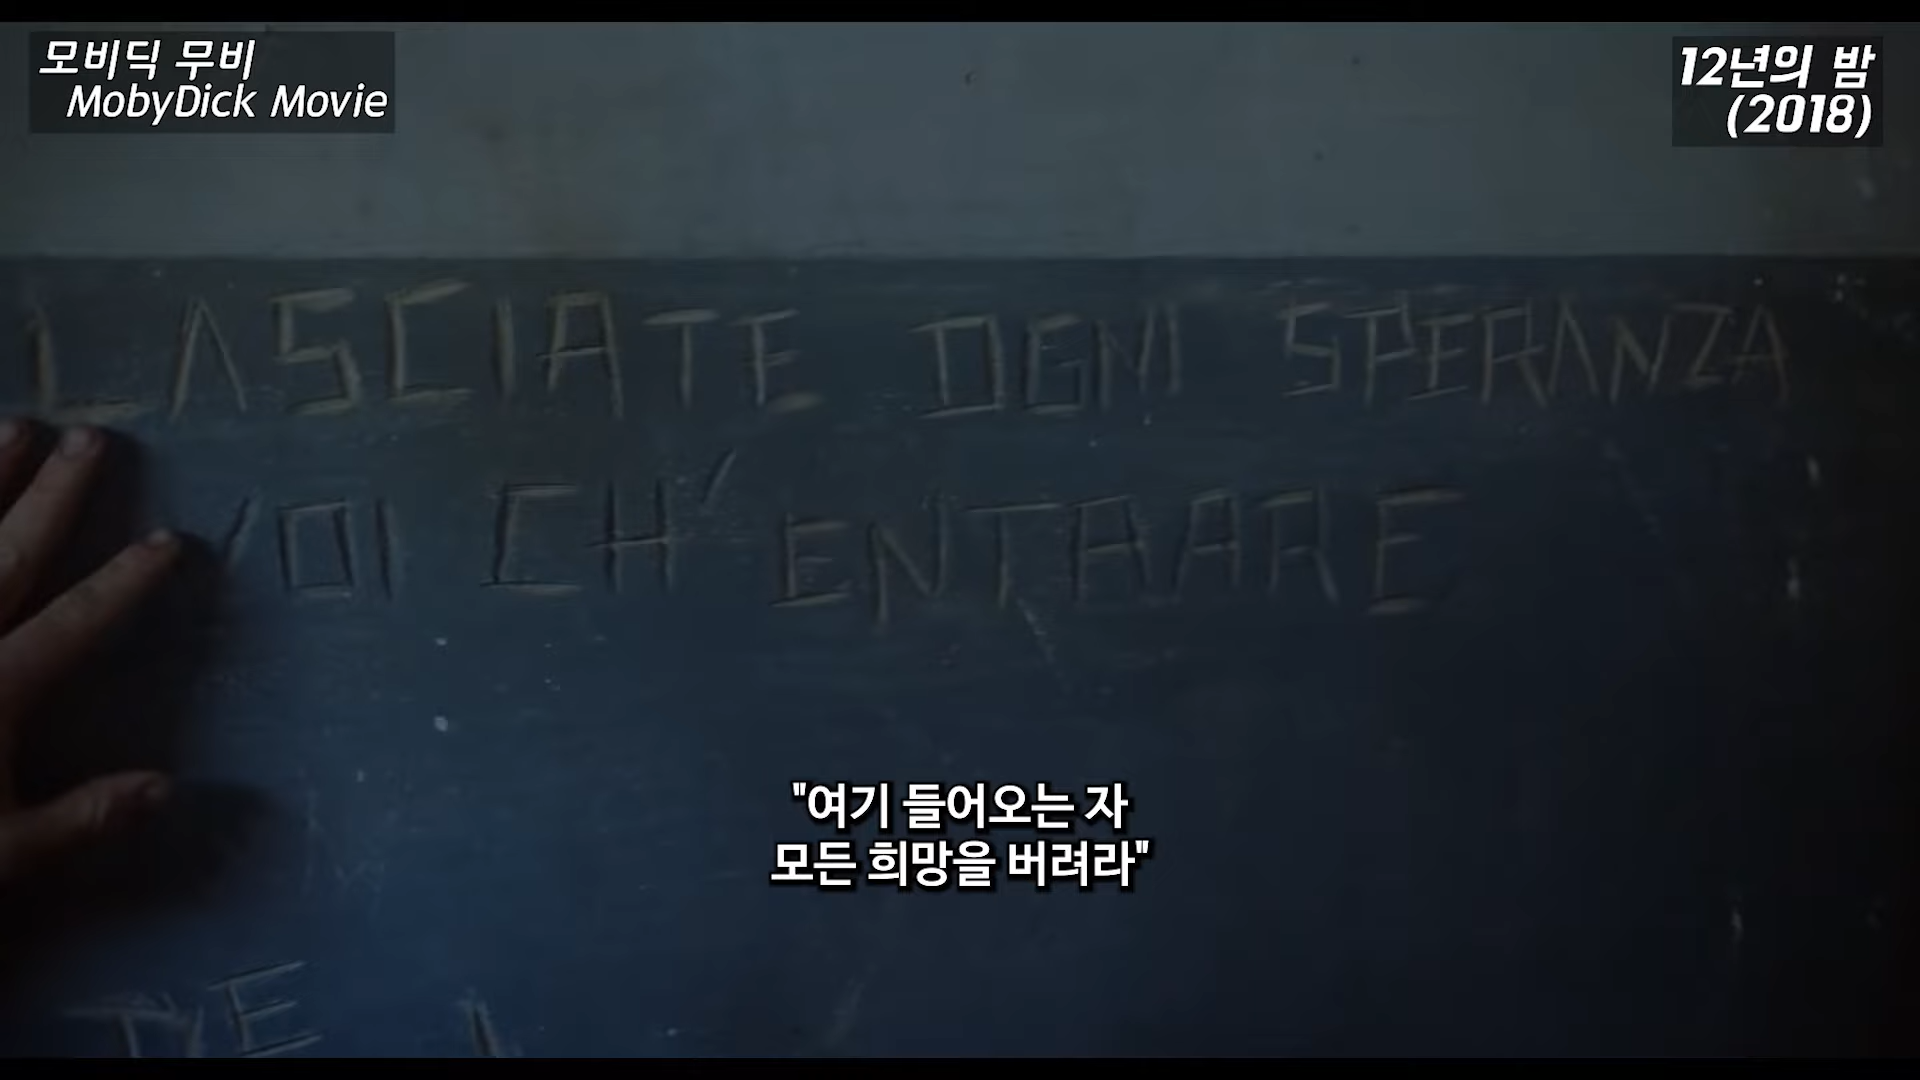 모비딕 무비
MobyDick Movie
12년의 밤
(2018)
LASCIATE OGNI SPERANZA
VOI CH' ENTAARE
"여기 들어오는 자
모든 희망을 버려라"